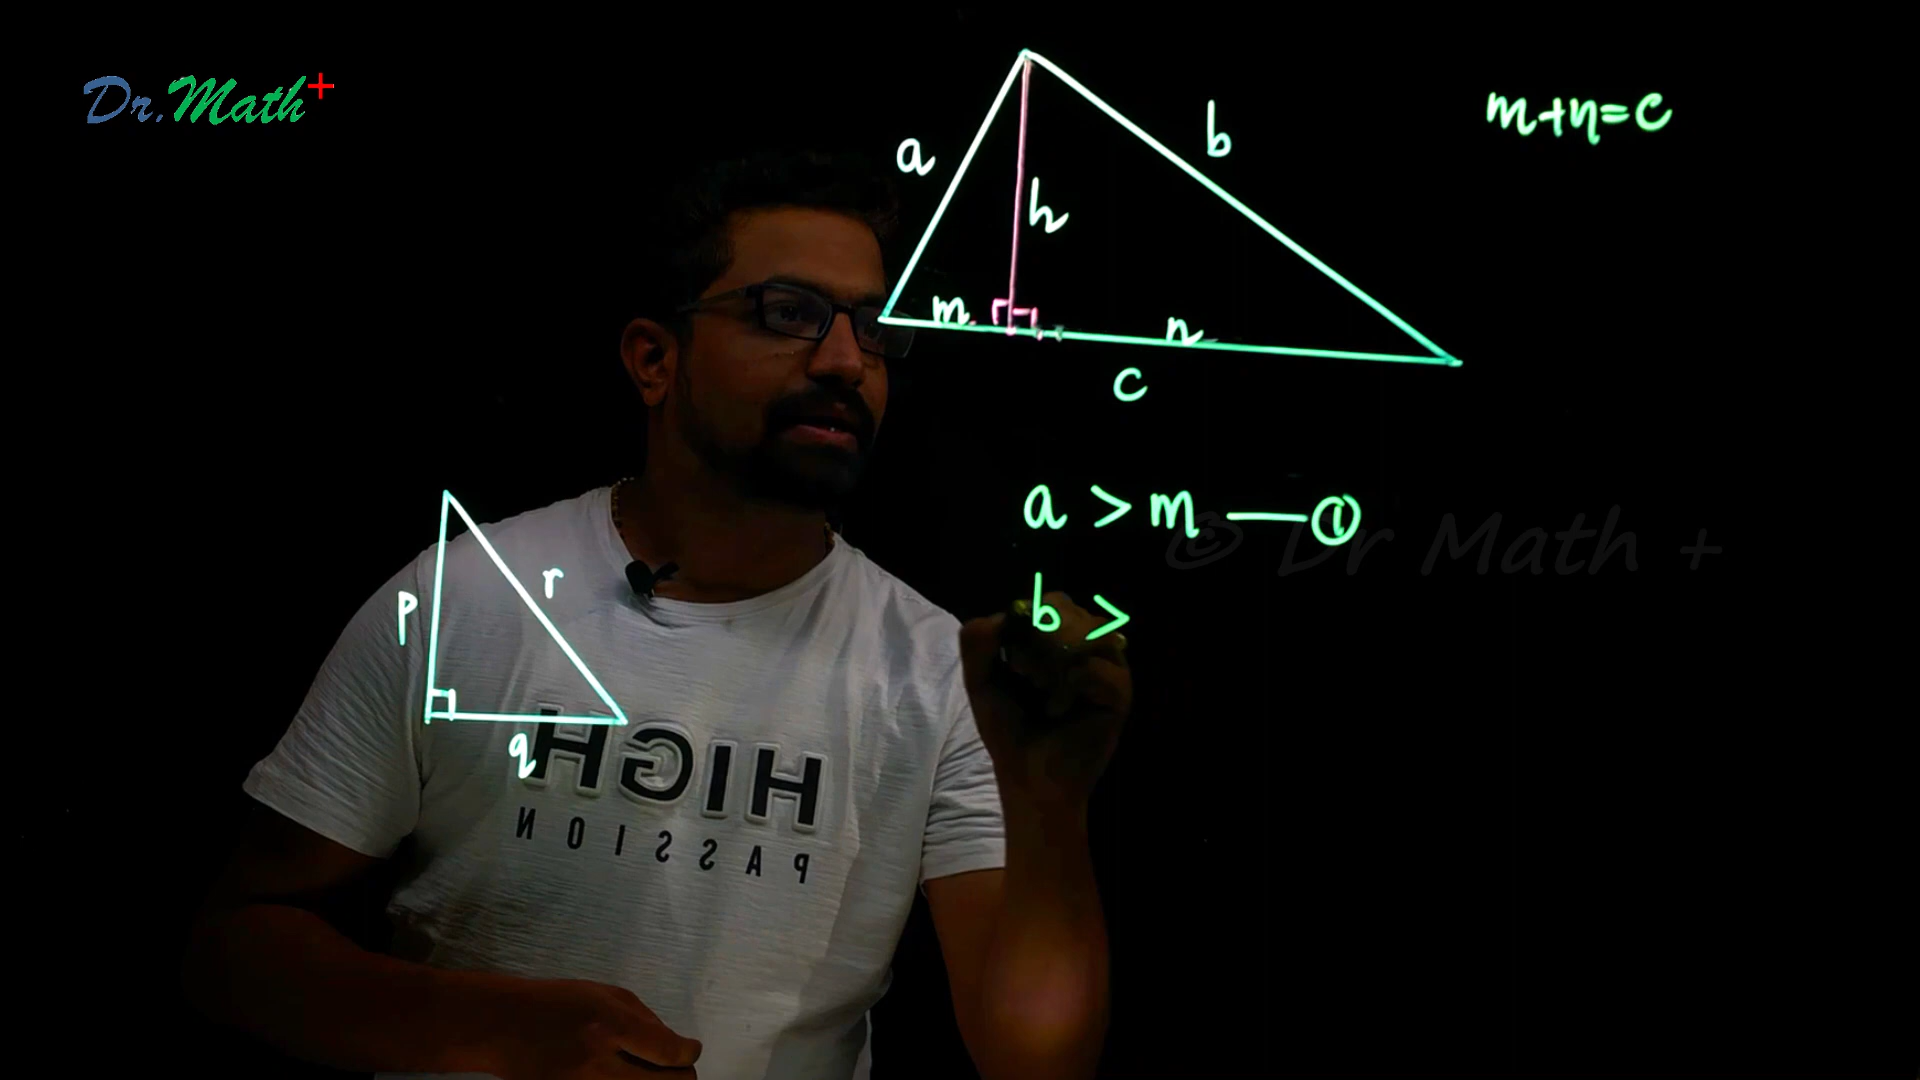 Dr.Math+
m+n=c
a
b
h
m
n
c
a > m — ①
© Dr Math +
b >
p
r
q
HIGH
PASSION